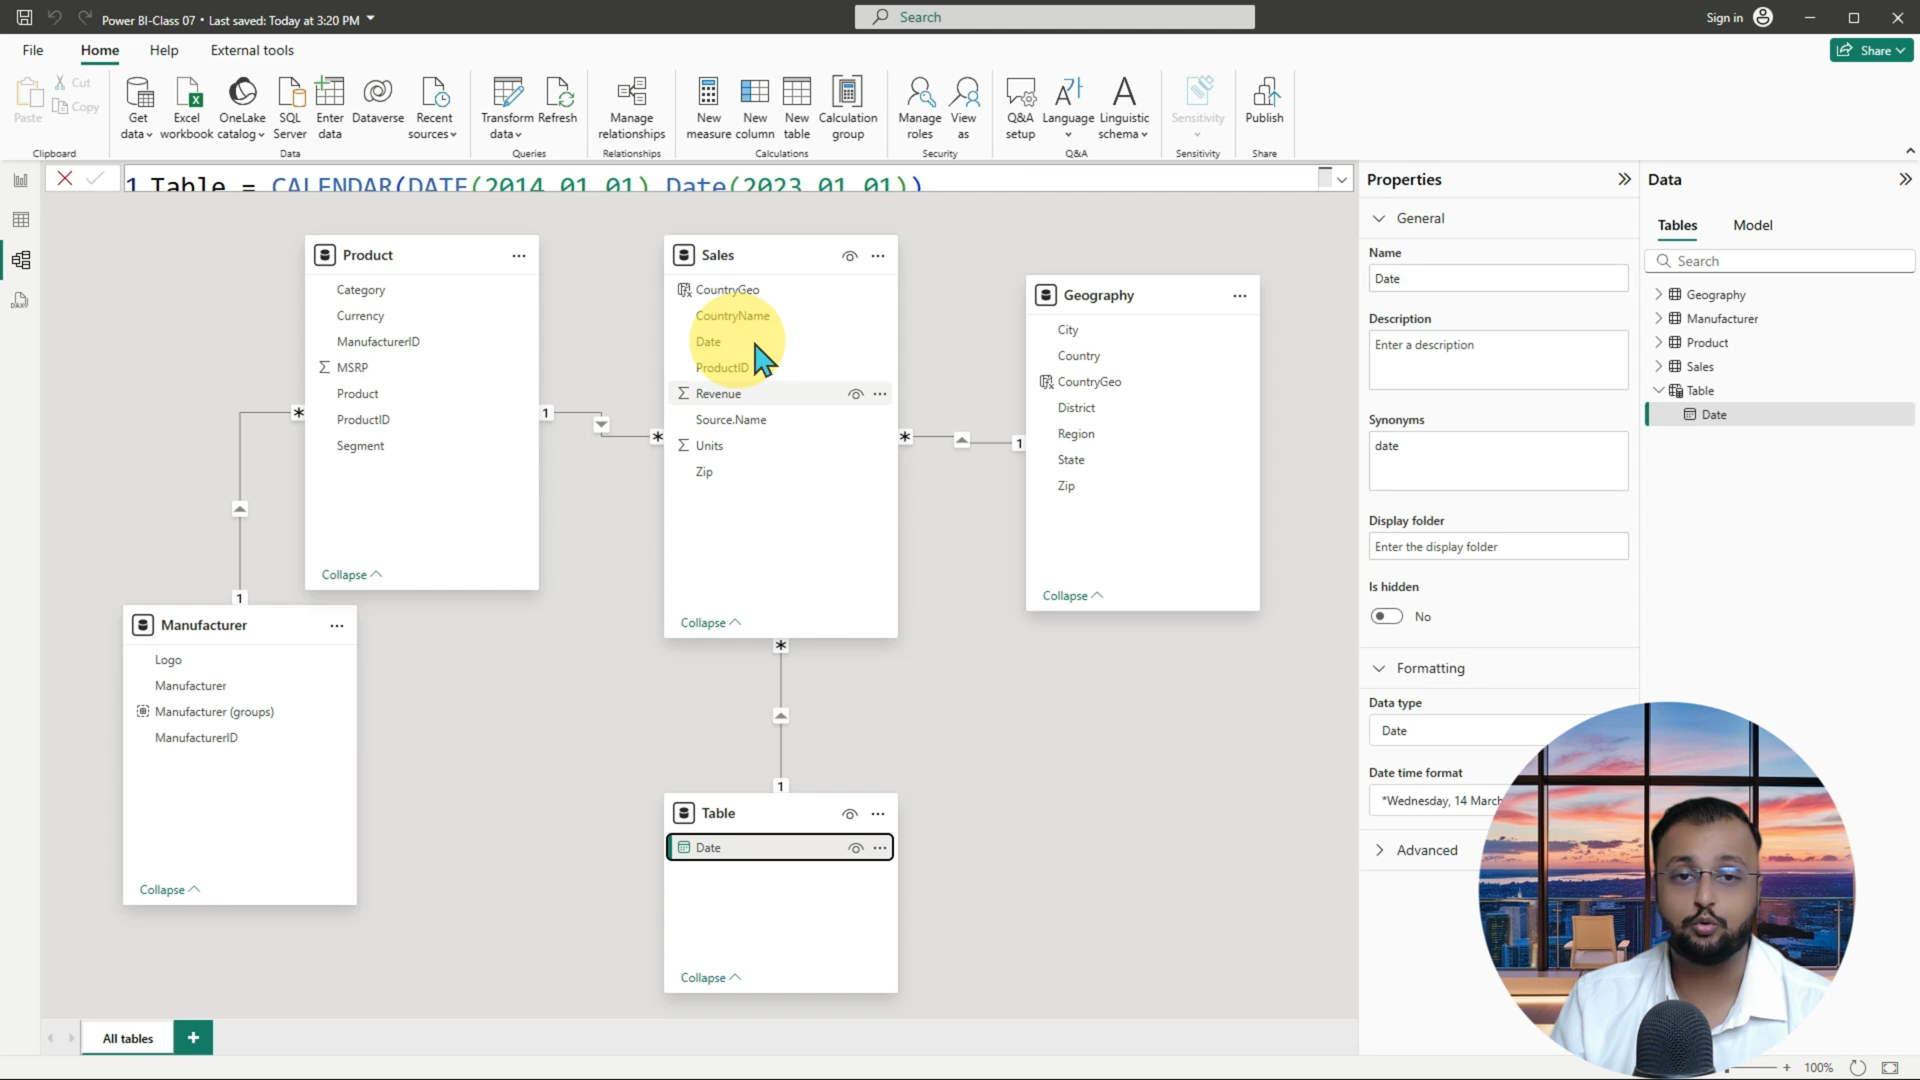 Power BI-Class 07 • Last saved: Today at 3:20 PM
Search
Sign in
File
Home
Help
External tools
Share
Paste
Cut
Copy
Clipboard
Get data
Excel workbook
OneLake catalog
SQL Server
Enter data
Dataverse
Recent sources
Data
Transform data
Refresh
Queries
Manage relationships
Relationships
New measure
New column
New table
Calculation group
Calculations
Manage roles
View as
Security
Q&A setup
Language
Linguistic schema
Q&A
Sensitivity
Sensitivity
Publish
Share
1 Table = CALENDAR(DATE(2014,01,01),Date(2023,01,01))
Product
Category
Currency
ManufacturerID
MSRP
Product
ProductID
Segment
Collapse
1
*
Sales
CountryGeo
CountryName
Date
ProductID
Revenue
Source.Name
Units
Zip
Collapse
*
*
1
Geography
City
Country
CountryGeo
District
Region
State
Zip
Collapse
1
Manufacturer
Logo
Manufacturer
Manufacturer (groups)
ManufacturerID
Collapse
*
1
Table
Date
Collapse
All tables
+
Properties
General
Name
Date
Description
Enter a description
Synonyms
date
Display folder
Enter the display folder
Is hidden
No
Formatting
Data type
Date
Date time format
*Wednesday, 14 March
Advanced
Data
Tables
Model
Search
Geography
Manufacturer
Product
Sales
Table
Date
+
100%